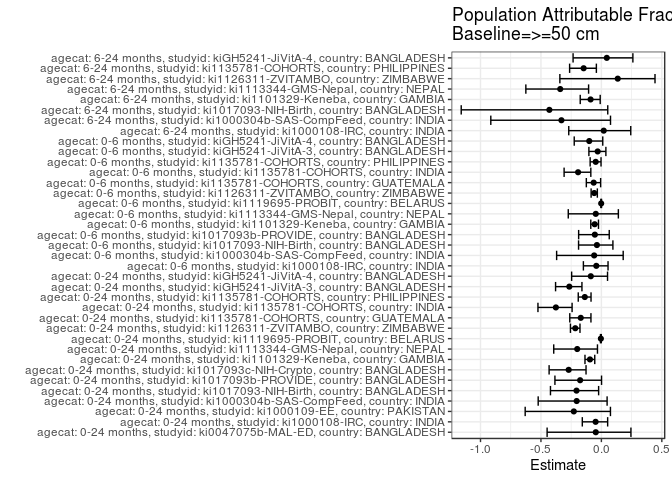 Population Attributable Frac
Baseline=>=50 cm
agecat: 6-24 months, studyid: kiGH5241-JiVitA-4, country: BANGLADESH
agecat: 6-24 months, studyid: ki1135781-COHORTS, country: PHILIPPINES
agecat: 6-24 months, studyid: ki1126311-ZVITAMBO, country: ZIMBABWE
agecat: 6-24 months, studyid: ki1113344-GMS-Nepal, country: NEPAL
agecat: 6-24 months, studyid: ki1101329-Keneba, country: GAMBIA
agecat: 6-24 months, studyid: ki1017093-NIH-Birth, country: BANGLADESH
agecat: 6-24 months, studyid: ki1000304b-SAS-CompFeed, country: INDIA
agecat: 6-24 months, studyid: ki1000108-IRC, country: INDIA
agecat: 0-6 months, studyid: kiGH5241-JiVitA-4, country: BANGLADESH
agecat: 0-6 months, studyid: kiGH5241-JiVitA-3, country: BANGLADESH
agecat: 0-6 months, studyid: ki1135781-COHORTS, country: PHILIPPINES
agecat: 0-6 months, studyid: ki1135781-COHORTS, country: INDIA
agecat: 0-6 months, studyid: ki1135781-COHORTS, country: GUATEMALA
agecat: 0-6 months, studyid: ki1126311-ZVITAMBO, country: ZIMBABWE
agecat: 0-6 months, studyid: ki1119695-PROBIT, country: BELARUS
agecat: 0-6 months, studyid: ki1113344-GMS-Nepal, country: NEPAL
agecat: 0-6 months, studyid: ki1101329-Keneba, country: GAMBIA
agecat: 0-6 months, studyid: ki1017093b-PROVIDE, country: BANGLADESH
agecat: 0-6 months, studyid: ki1017093-NIH-Birth, country: BANGLADESH
agecat: 0-6 months, studyid: ki1000304b-SAS-CompFeed, country: INDIA
agecat: 0-6 months, studyid: ki1000108-IRC, country: INDIA
agecat: 0-24 months, studyid: kiGH5241-JiVitA-4, country: BANGLADESH
agecat: 0-24 months, studyid: kiGH5241-JiVitA-3, country: BANGLADESH
agecat: 0-24 months, studyid: ki1135781-COHORTS, country: PHILIPPINES
agecat: 0-24 months, studyid: ki1135781-COHORTS, country: INDIA
agecat: 0-24 months, studyid: ki1135781-COHORTS, country: GUATEMALA
agecat: 0-24 months, studyid: ki1126311-ZVITAMBO, country: ZIMBABWE
agecat: 0-24 months, studyid: ki1119695-PROBIT, country: BELARUS
agecat: 0-24 months, studyid: ki1113344-GMS-Nepal, country: NEPAL
agecat: 0-24 months, studyid: ki1101329-Keneba, country: GAMBIA
agecat: 0-24 months, studyid: ki1017093c-NIH-Crypto, country: BANGLADESH
agecat: 0-24 months, studyid: ki1017093b-PROVIDE, country: BANGLADESH
agecat: 0-24 months, studyid: ki1017093-NIH-Birth, country: BANGLADESH
agecat: 0-24 months, studyid: ki1000304b-SAS-CompFeed, country: INDIA
agecat: 0-24 months, studyid: ki1000109-EE, country: PAKISTAN
agecat: 0-24 months, studyid: ki1000108-IRC, country: INDIA
agecat: 0-24 months, studyid: ki0047075b-MAL-ED, country: BANGLADESH
-1.0 -0.5 0.0 0.5
Estimate